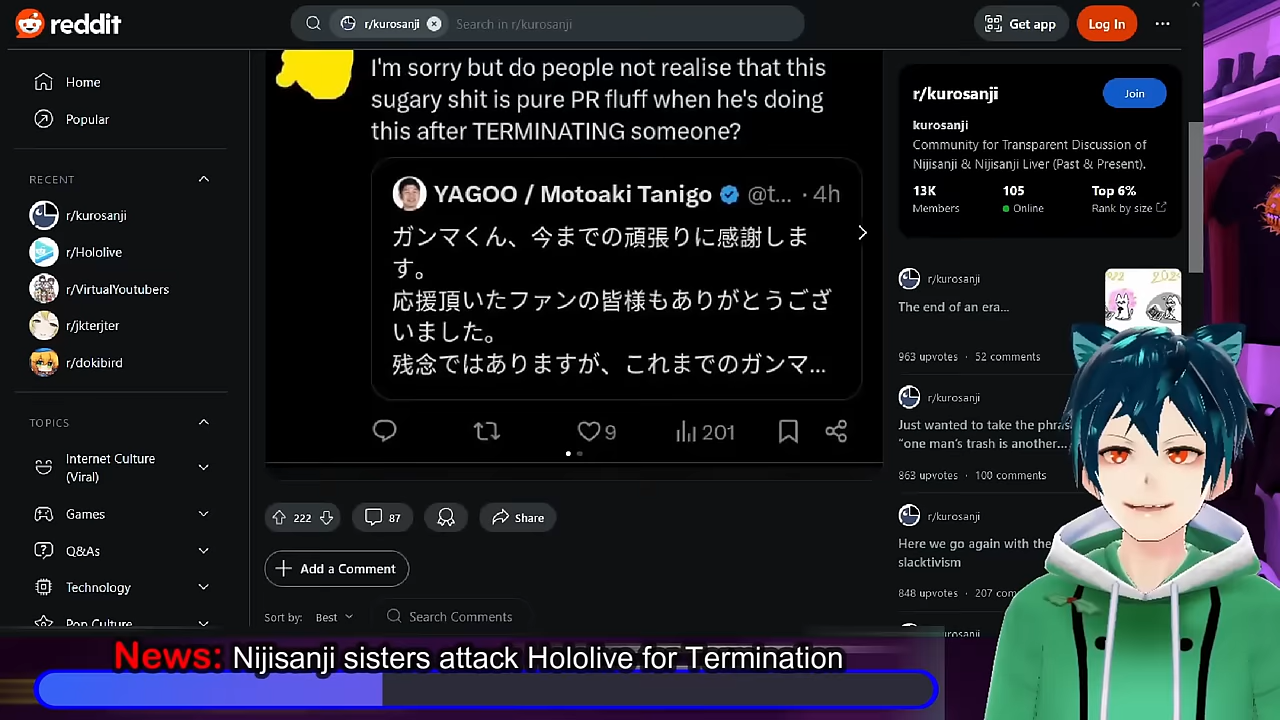 reddit
r/kurosanji
Search in r/kurosanji
Get app
Log In
Home
Popular
RECENT
r/kurosanji
r/Hololive
r/VirtualYoutubers
r/jkterjter
r/dokibird
TOPICS
Internet Culture
(Viral)
Games
Q&As
Technology
Pop Culture
I'm sorry but do people not realise that this
sugary shit is pure PR fluff when he's doing
this after TERMINATING someone?
YAGOO / Motoaki Tanigo @t... · 4h
ガンマくん、今までの頑張りに感謝しま
す。
応援頂いたファンの皆様もありがとうござ
いました。
残念ではありますが、これまでのガンマ...
9
201
222
87
Share
Add a Comment
Sort by: Best
Search Comments
r/kurosanji
Join
kurosanji
Community for Transparent Discussion of
Nijisanji & Nijisanji Liver (Past & Present).
13K
105
Top 6%
Members
Online
Rank by size
r/kurosanji
The end of an era...
963 upvotes · 52 comments
r/kurosanji
Just wanted to take the phras
“one man's trash is another...
863 upvotes · 100 comments
r/kurosanji
Here we go again with the
slacktivism
848 upvotes · 207 com
News: Nijisanji sisters attack Hololive for Termination